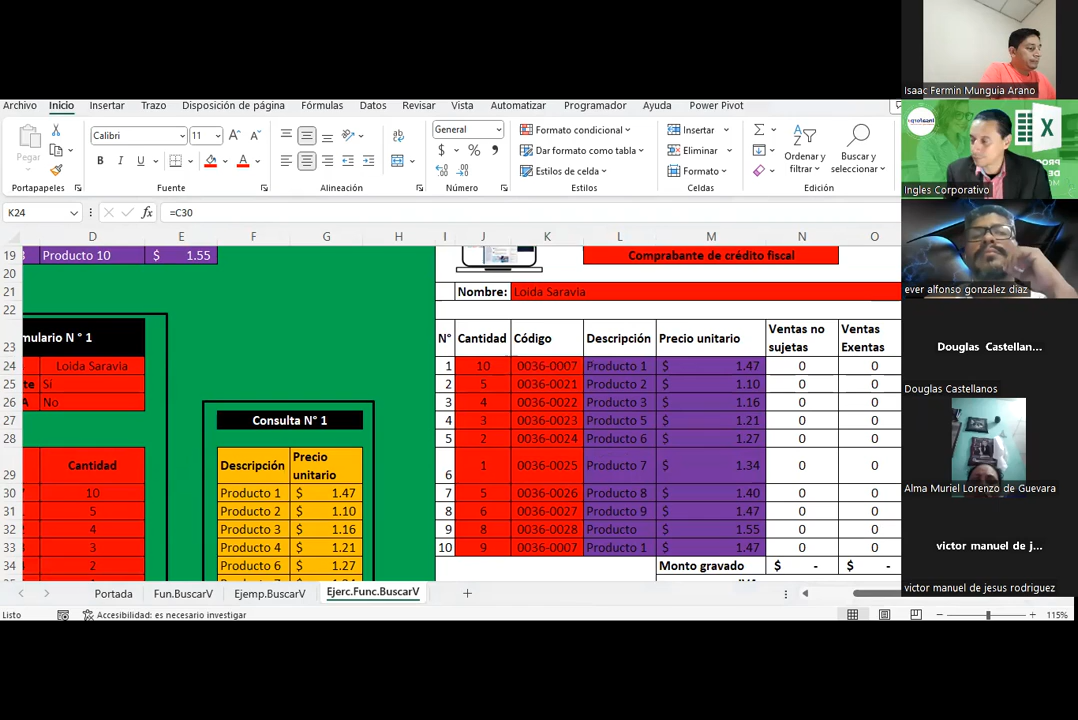 Archivo Inicio Insertar Trazo Disposición de página Fórmulas Datos Revisar Vista Automatizar Programador Ayuda Power Pivot
Pegar
Portapapeles
Calibri 11
N K S
Fuente
Alineación
General
$ % 000
Número
Formato condicional
Dar formato como tabla
Estilos de celda
Estilos
Insertar
Eliminar
Formato
Celdas
Ordenar y filtrar
Buscar y seleccionar
Edición
K24 fx =C30
D E F G H I J K L M N O
19 Producto 10 $ 1.55 Comprabante de crédito fiscal
20
21 Nombre: Loida Saravia
22
23 mulario N ° 1 N° Cantidad Código Descripción Precio unitario Ventas no sujetas Ventas Exentas
24 Loida Saravia 1 10 0036-0007 Producto 1 $ 1.47 0 0
25 te Sí 2 5 0036-0021 Producto 2 $ 1.10 0 0
26 A No 3 4 0036-0022 Producto 3 $ 1.16 0 0
27 Consulta N° 1 4 3 0036-0023 Producto 5 $ 1.21 0 0
28 5 2 0036-0024 Producto 6 $ 1.27 0 0
29 Cantidad Descripción Precio unitario 6 1 0036-0025 Producto 7 $ 1.34 0 0
30 10 Producto 1 $ 1.47 7 5 0036-0026 Producto 8 $ 1.40 0 0
31 5 Producto 2 $ 1.10 8 6 0036-0027 Producto 9 $ 1.47 0 0
32 4 Producto 3 $ 1.16 9 8 0036-0028 Producto $ 1.55 0 0
33 3 Producto 4 $ 1.21 10 9 0036-0007 Producto 1 $ 1.47 0 0
34 2 Producto 6 $ 1.27 Monto gravado $ - $ -
Portada Fun.BuscarV Ejemp.BuscarV Ejerc.Func.BuscarV
Listo Accesibilidad: es necesario investigar 115%
Isaac Fermin Munguia Arano
Ingles Corporativo
ever alfonso gonzalez diaz
Douglas Castellan...
Douglas Castellanos
Alma Muriel Lorenzo de Guevara
victor manuel de j...
victor manuel de jesus rodriguez